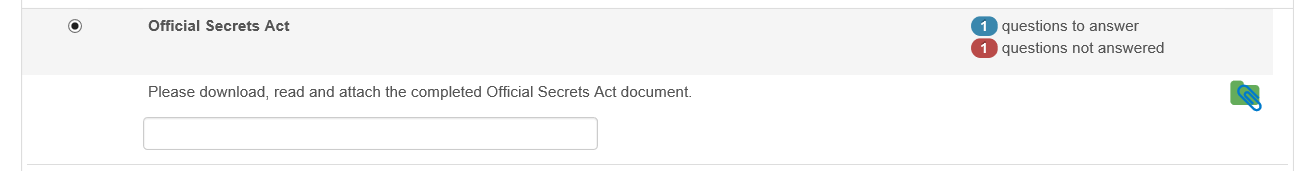 Official Secrets Act
1 questions to answer
1 questions not answered
Please download, read and attach the completed Official Secrets Act document.